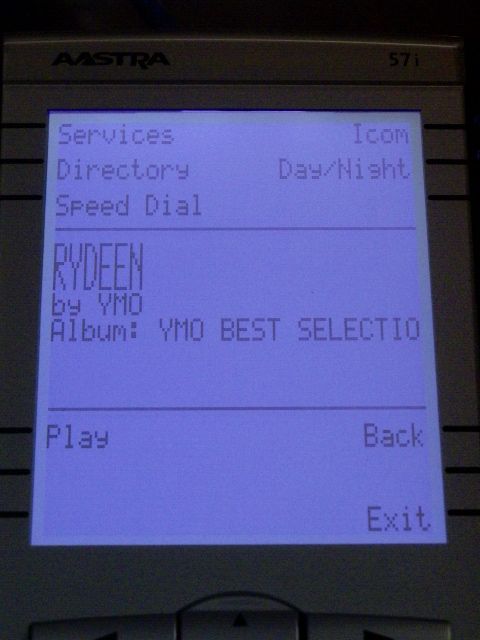 AASTRA 57i
Services Icom
Directory Day/Night
Speed Dial
RYDEEN
by YMO
Album: YMO BEST SELECTIO
Play Back
Exit